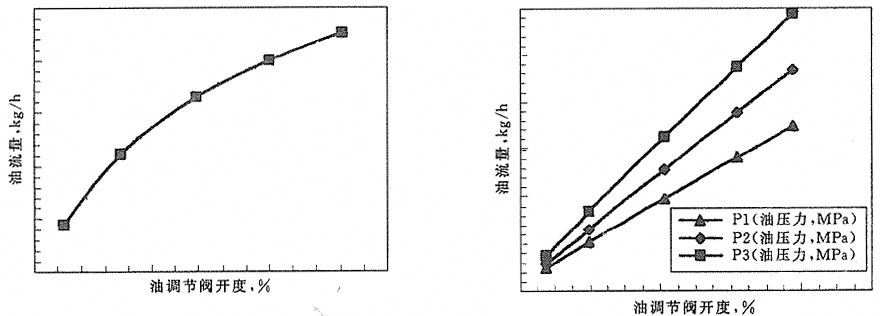 油流量,kg/h
油调节阀开度,%
油流量,kg/h
P1(油压力,MPa)
P2(油压力,MPa)
P3(油压力,MPa)
油调节阀开度,%